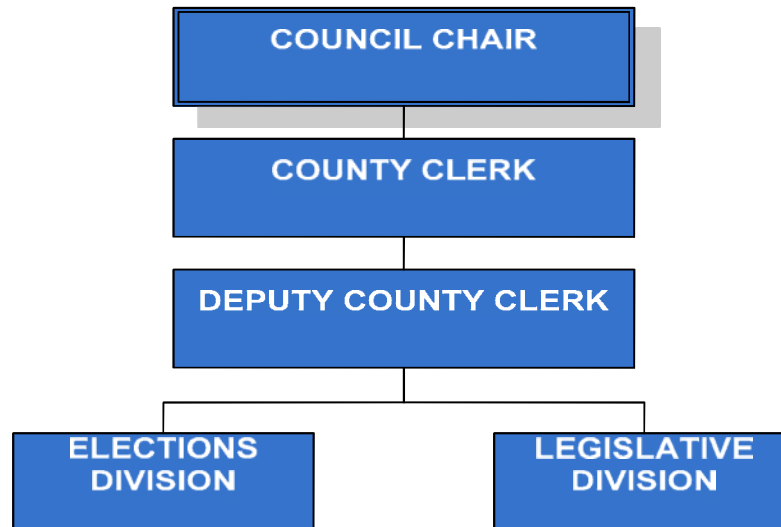 COUNCIL CHAIR
COUNTY CLERK
DEPUTY COUNTY CLERK
ELECTIONS
DIVISION
LEGISLATIVE
DIVISION